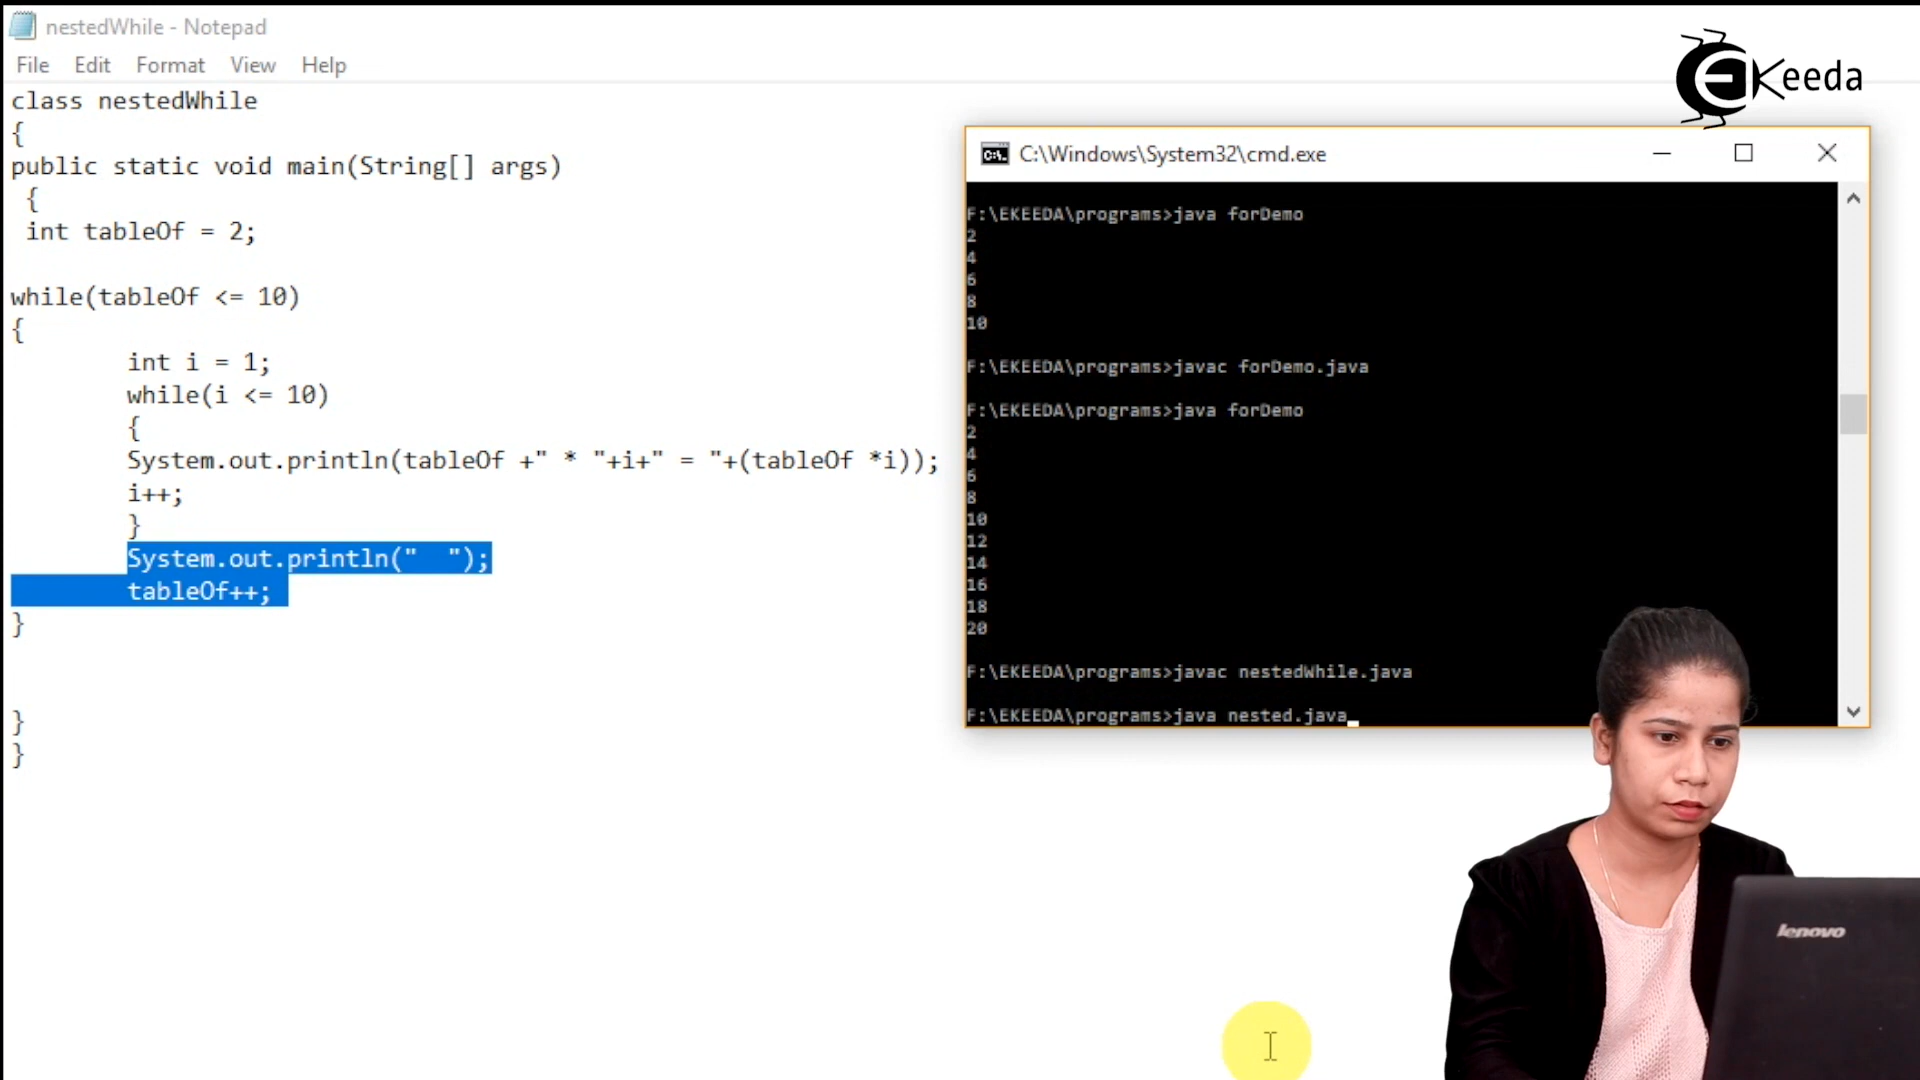 nestedWhile - Notepad
File Edit Format View Help
class nestedWhile
{
public static void main(String[] args)
{
int tableOf = 2;
while(tableOf <= 10)
{
int i = 1;
while(i <= 10)
{
System.out.println(tableOf +" * "+i+" = "+(tableOf *i));
i++;
}
System.out.println("  ");
tableOf++;
}
}
}
EKeeda
C:\Windows\System32\cmd.exe
F:\EKEEDA\programs>java forDemo
2
4
6
8
10
F:\EKEEDA\programs>javac forDemo.java
F:\EKEEDA\programs>java forDemo
2
4
6
8
10
12
14
16
18
20
F:\EKEEDA\programs>javac nestedWhile.java
F:\EKEEDA\programs>java nested.java_
lenovo